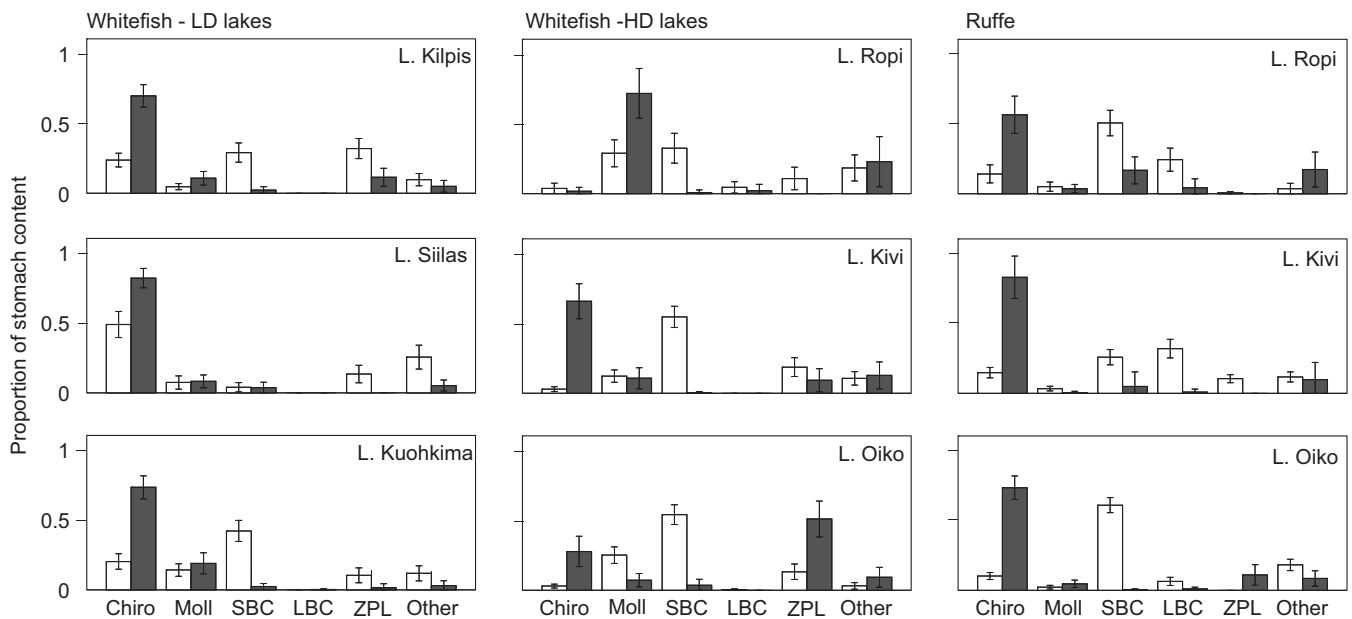 Whitefish - LD lakes
Whitefish -HD lakes
Ruffe
Proportion of stomach content
1
0.5
0
L. Kilpis
L. Ropi
L. Ropi
1
0.5
0
L. Siilas
L. Kivi
L. Kivi
1
0.5
0
L. Kuohkima
L. Oiko
L. Oiko
Chiro Moll SBC LBC ZPL Other
Chiro Moll SBC LBC ZPL Other
Chiro Moll SBC LBC ZPL Other